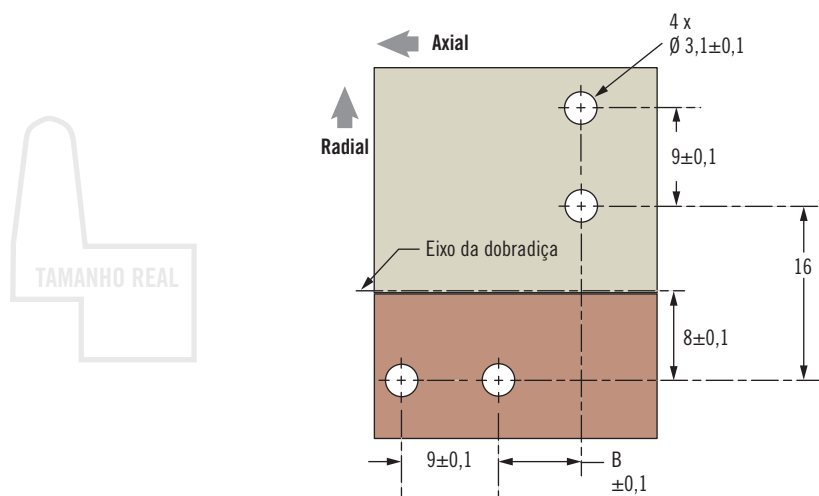 4 x
Ø 3,1±0,1
Axial
Radial
9±0,1
Eixo da dobradiça
TAMANHO REAL
16
8±0,1
9±0,1
B
±0,1